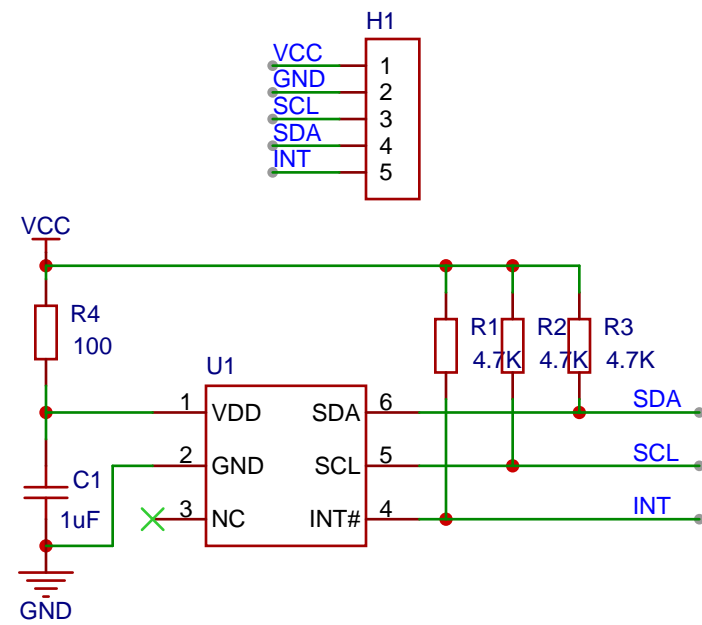 H1
VCC 1
GND 2
SCL 3
SDA 4
INT 5
VCC
R4
100
R1 R2 R3
4.7K 4.7K 4.7K
U1
1 VDD SDA 6 SDA
2 GND SCL 5 SCL
C1
1uF
3 NC INT# 4 INT
GND